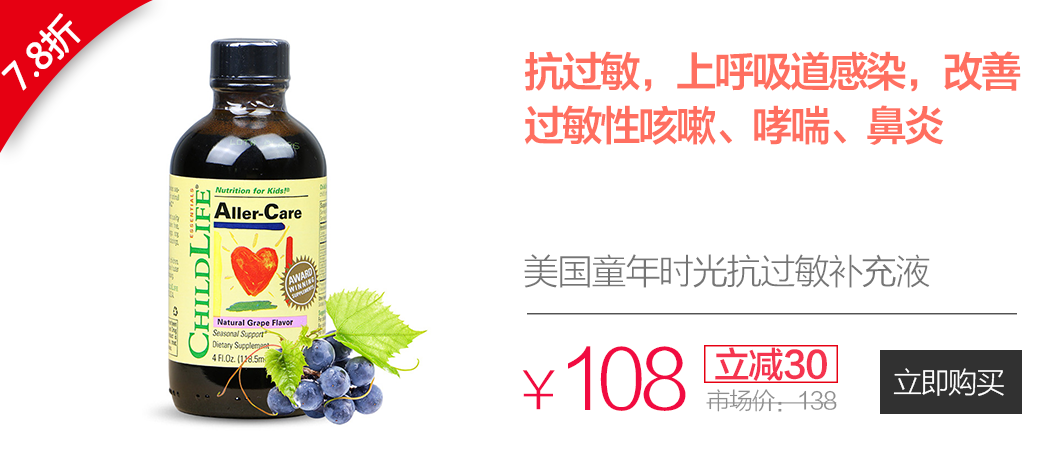 7.8折
抗过敏，上呼吸道感染，改善
过敏性咳嗽、哮喘、鼻炎
美国童年时光抗过敏补充液
￥108
立减30
市场价：138
立即购买
ESSENTIALS
CHILDLIFE®
Nutrition for Kids!®
Aller-Care
AWARD
WINNING
SUPPLEMENTS
Natural Grape Flavor
Seasonal Support*
Dietary Supplement
4 Fl.Oz. (118.5m